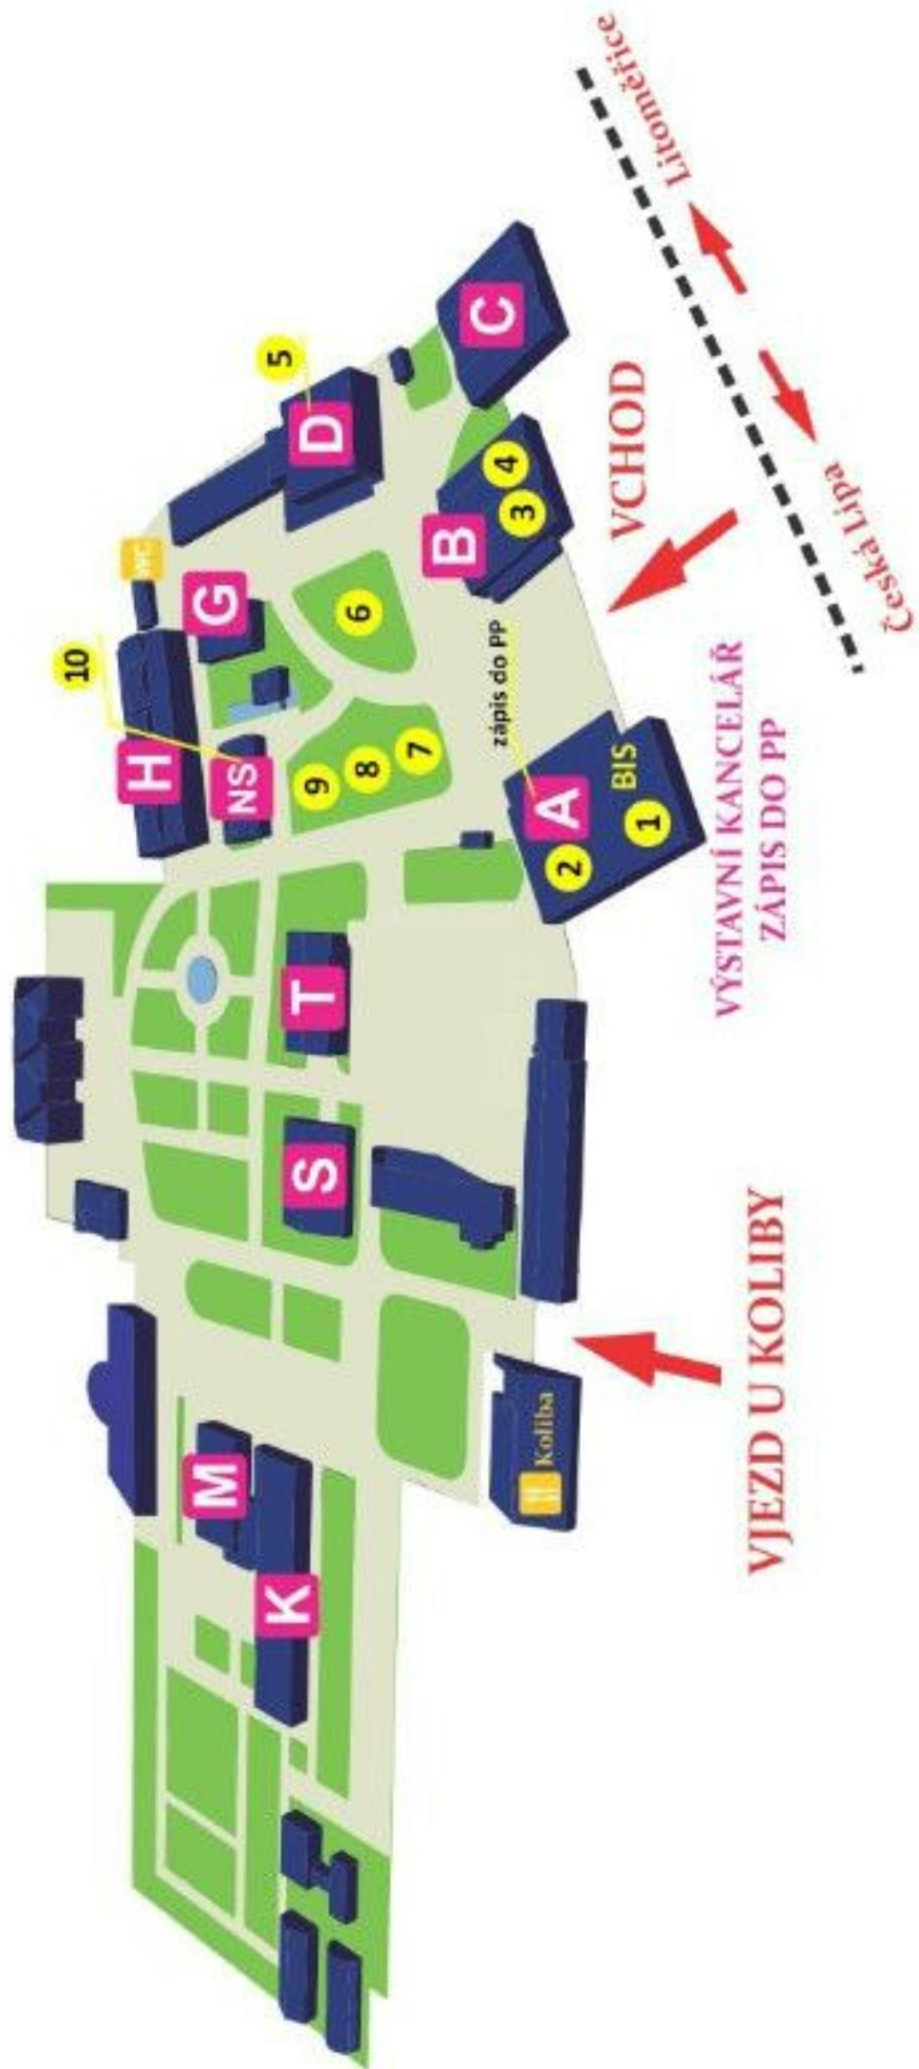 Litoměřice
Česká Lípa
VCHOD
VÝSTAVNÍ KANCELÁŘ
ZÁPIS DO PP
VJEZD U KOLIBY
zápis do PP
Koliba
BIS
WC
A
B
C
D
G
H
NS
T
S
M
K
1
2
3
4
5
6
7
8
9
10